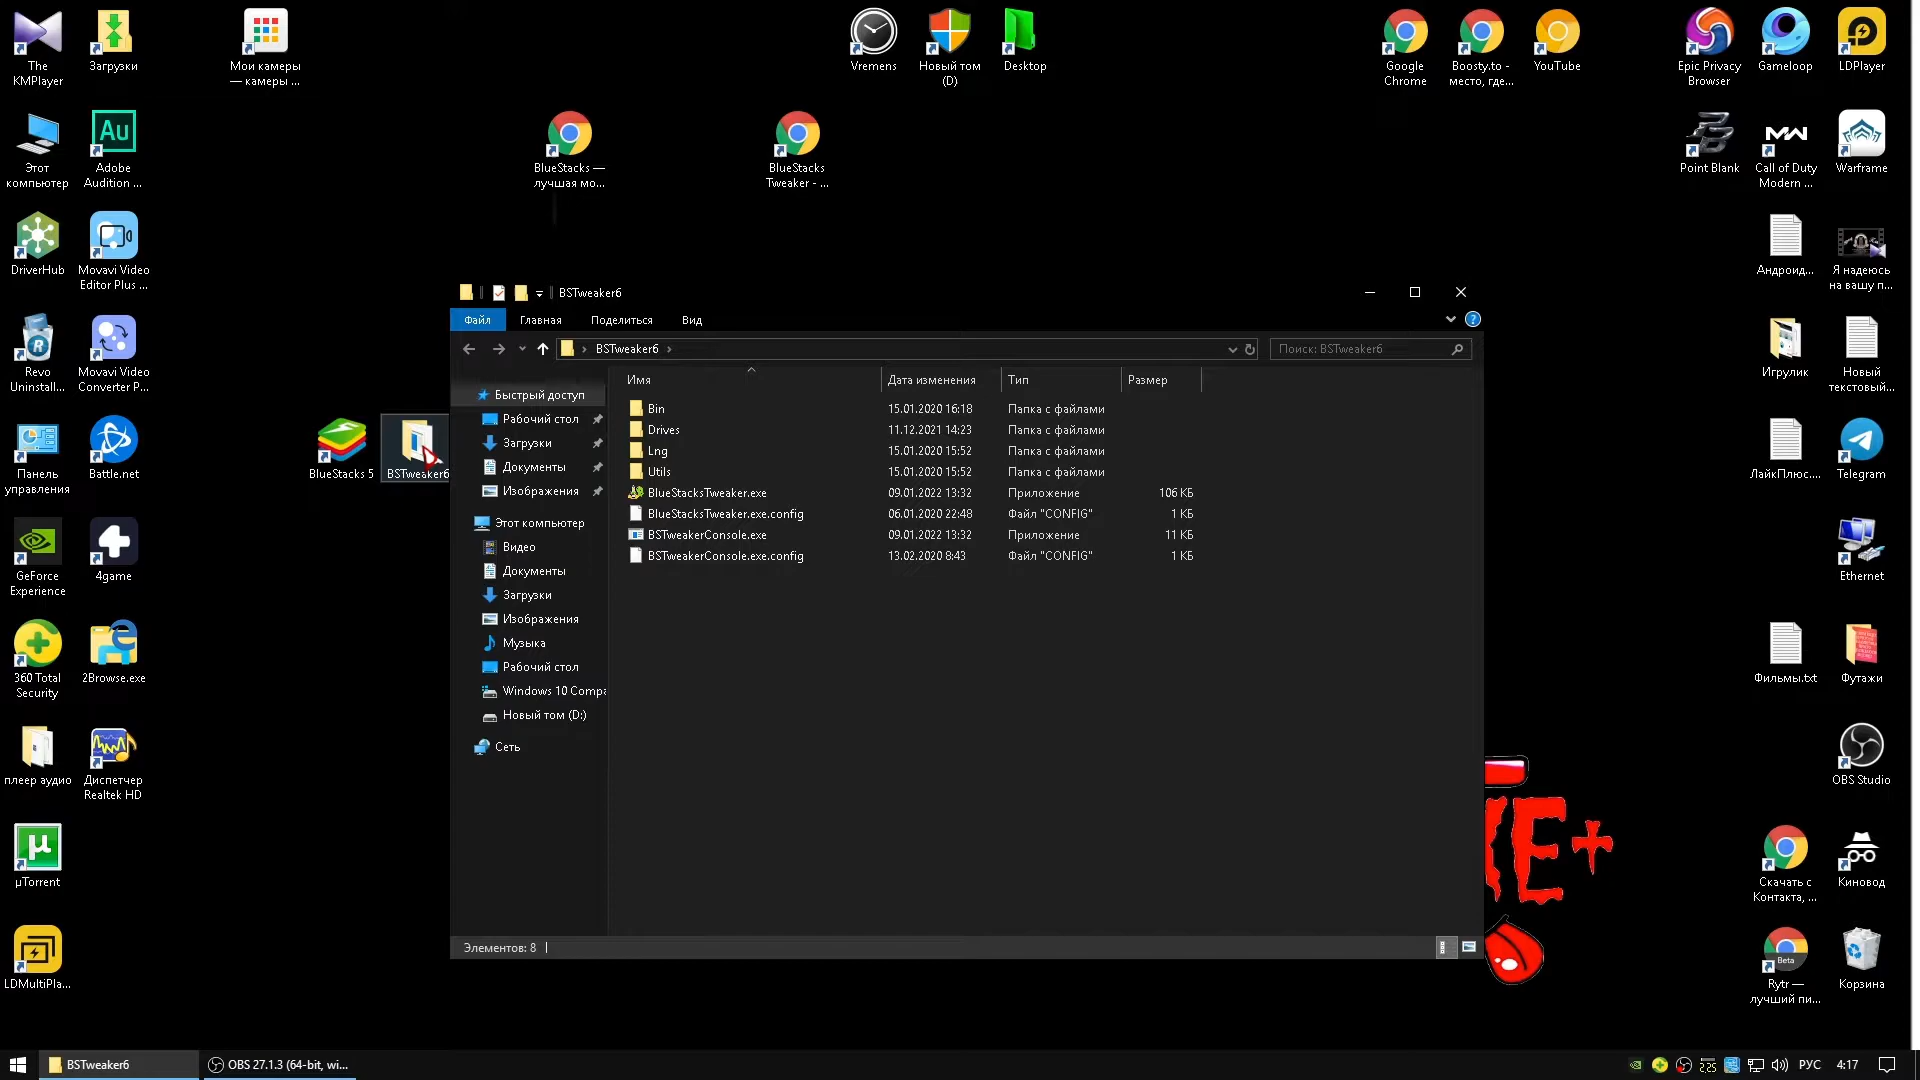 The
KMPlayer
Загрузки
Мои камеры
— камеры ...
Vremens
Новый том
(D)
Desktop
Google
Chrome
Boosty.to -
место, где...
YouTube
Epic Privacy
Browser
Gameloop
LDPlayer
Этот
компьютер
Au
Adobe
Audition ...
BlueStacks —
лучшая мо...
BlueStacks
Tweaker - ...
Point Blank
MW
Call of Duty
Modern ...
Warframe
DriverHub
Movavi Video
Editor Plus ...
Андроид...
Я надеюсь
на вашу п...
Revo
Uninstall...
Movavi Video
Converter P...
Игрулик
Новый
текстовый...
Панель
управления
Battle.net
BlueStacks 5
BSTweaker6
ЛайкПлюс....
Telegram
GeForce
Experience
4game
Ethernet
360 Total
Security
2Browse.exe
Фильмы.txt
Футажи
плеер аудио
Диспетчер
Realtek HD
OBS Studio
µ
µTorrent
Скачать с
Контакта, ...
Киновод
LDMultiPla...
Beta
Rytr —
лучший пи...
Корзина
BSTweaker6
Файл
Главная
Поделиться
Вид
BSTweaker6
Поиск: BSTweaker6
Быстрый доступ
Рабочий стол
Загрузки
Документы
Изображения
Этот компьютер
Видео
Документы
Загрузки
Изображения
Музыка
Рабочий стол
Windows 10 Compa
Новый том (D:)
Сеть
Имя Дата изменения Тип Размер
Bin 15.01.2020 16:18 Папка с файлами
Drives 11.12.2021 14:23 Папка с файлами
Lng 15.01.2020 15:52 Папка с файлами
Utils 15.01.2020 15:52 Папка с файлами
BlueStacksTweaker.exe 09.01.2022 13:32 Приложение 106 КБ
BlueStacksTweaker.exe.config 06.01.2020 22:48 Файл "CONFIG" 1 КБ
BSTweakerConsole.exe 09.01.2022 13:32 Приложение 11 КБ
BSTweakerConsole.exe.config 13.02.2020 8:43 Файл "CONFIG" 1 КБ
Элементов: 8
BSTweaker6
OBS 27.1.3 (64-bit, wi...
РУС
4:17